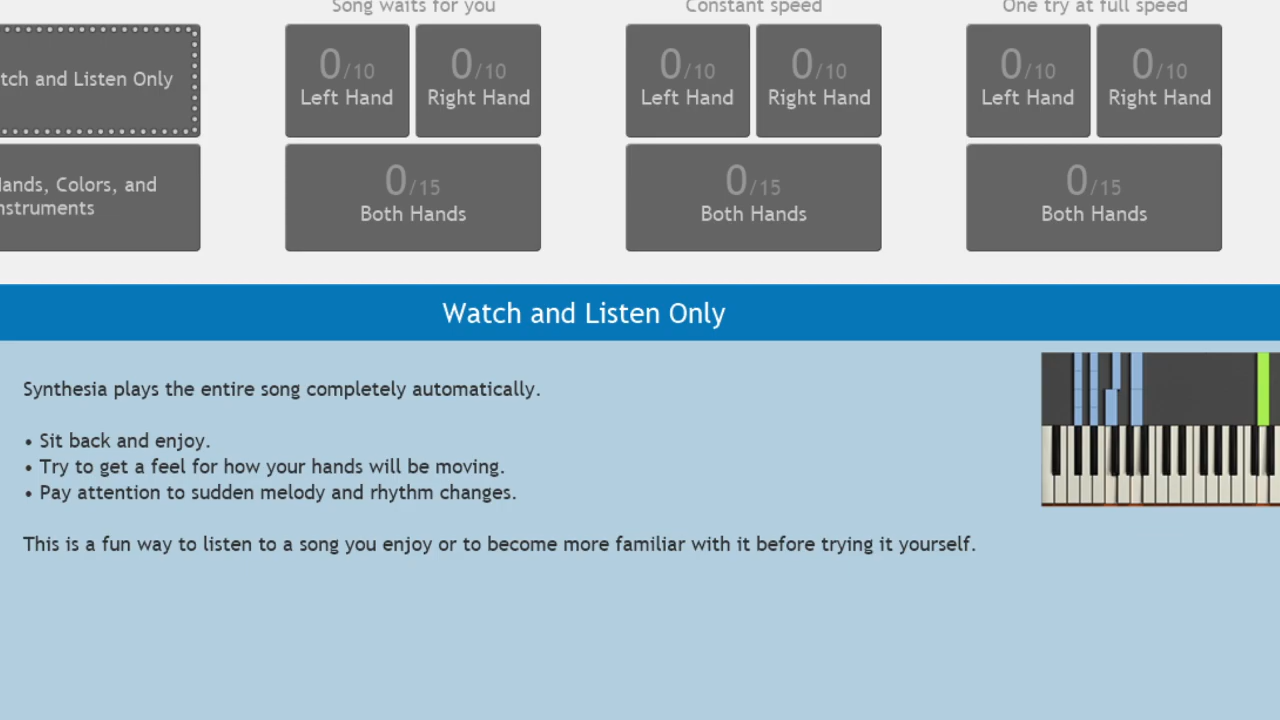 Song waits for you
Constant speed
One try at full speed
tch and Listen Only
0/10
Left Hand
0/10
Right Hand
0/10
Left Hand
0/10
Right Hand
0/10
Left Hand
0/10
Right Hand
ands, Colors, and
nstruments
0/15
Both Hands
0/15
Both Hands
0/15
Both Hands
Watch and Listen Only
Synthesia plays the entire song completely automatically.
• Sit back and enjoy.
• Try to get a feel for how your hands will be moving.
• Pay attention to sudden melody and rhythm changes.
This is a fun way to listen to a song you enjoy or to become more familiar with it before trying it yourself.